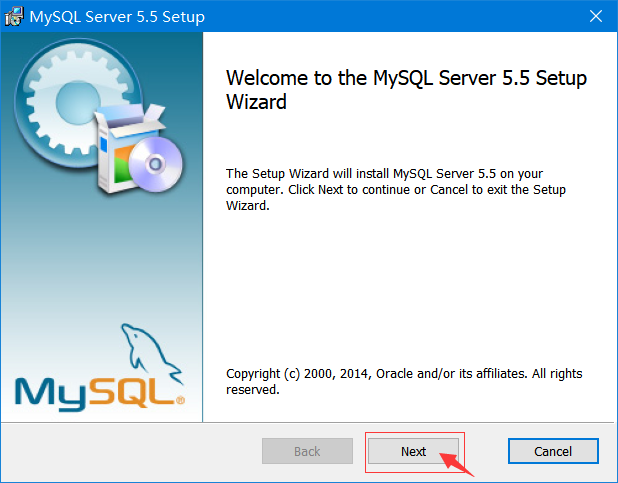 MySQL Server 5.5 Setup
Welcome to the MySQL Server 5.5 Setup
Wizard
The Setup Wizard will install MySQL Server 5.5 on your
computer. Click Next to continue or Cancel to exit the Setup
Wizard.
MySQL®
Copyright (c) 2000, 2014, Oracle and/or its affiliates. All rights
reserved.
Back
Next
Cancel